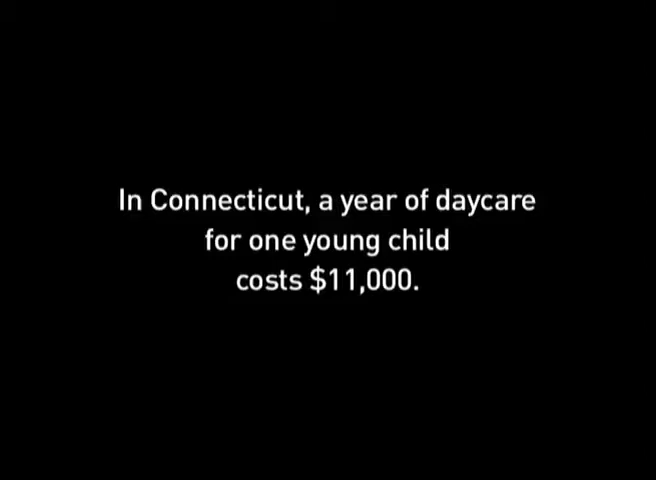 In Connecticut, a year of daycare
for one young child
costs $11,000.